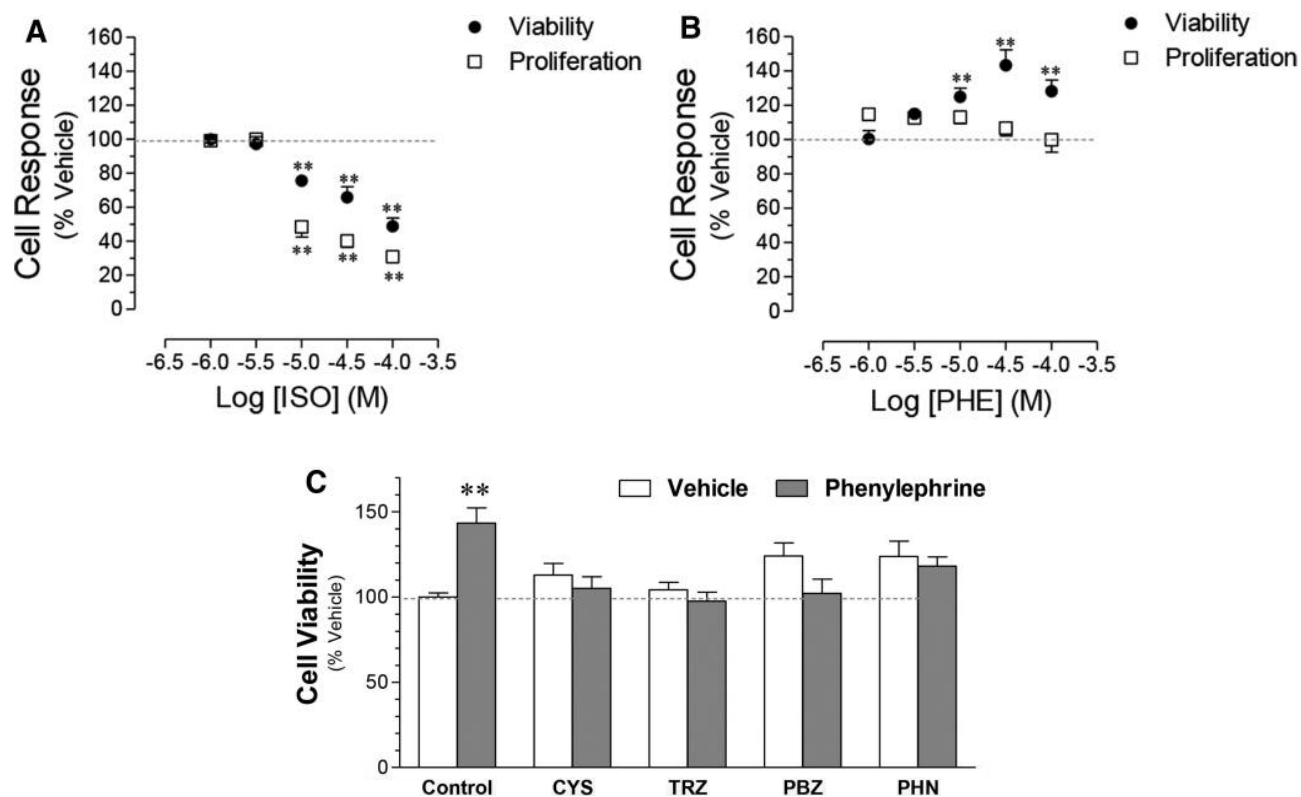 A
Viability
Proliferation
160
140
120
100
80
60
40
20
0
Cell Response
(% Vehicle)
**
**
**
**
**
**
-6.5 -6.0 -5.5 -5.0 -4.5 -4.0 -3.5
Log [ISO] (M)
B
Viability
Proliferation
160
140
120
100
80
60
40
20
0
Cell Response
(% Vehicle)
**
**
**
-6.5 -6.0 -5.5 -5.0 -4.5 -4.0 -3.5
Log [PHE] (M)
C
Vehicle Phenylephrine
**
150
100
50
0
Cell Viability
(% Vehicle)
Control CYS TRZ PBZ PHN